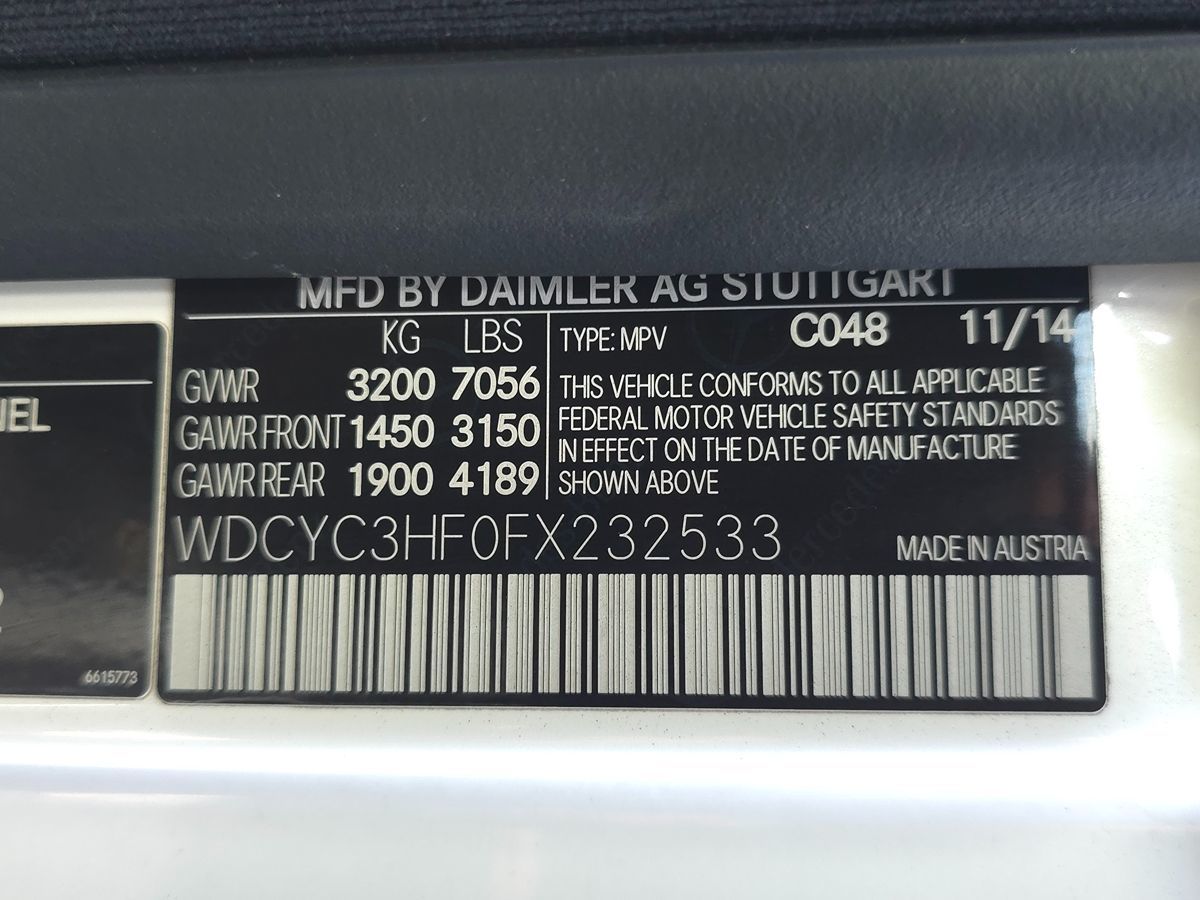 MFD BY DAIMLER AG STUTTGART
KG LBS
GVWR 3200 7056
GAWR FRONT 1450 3150
GAWR REAR 1900 4189
TYPE: MPV C048 11/14
THIS VEHICLE CONFORMS TO ALL APPLICABLE
FEDERAL MOTOR VEHICLE SAFETY STANDARDS
IN EFFECT ON THE DATE OF MANUFACTURE
SHOWN ABOVE
WDCYC3HF0FX232533
MADE IN AUSTRIA
NEL
6615773